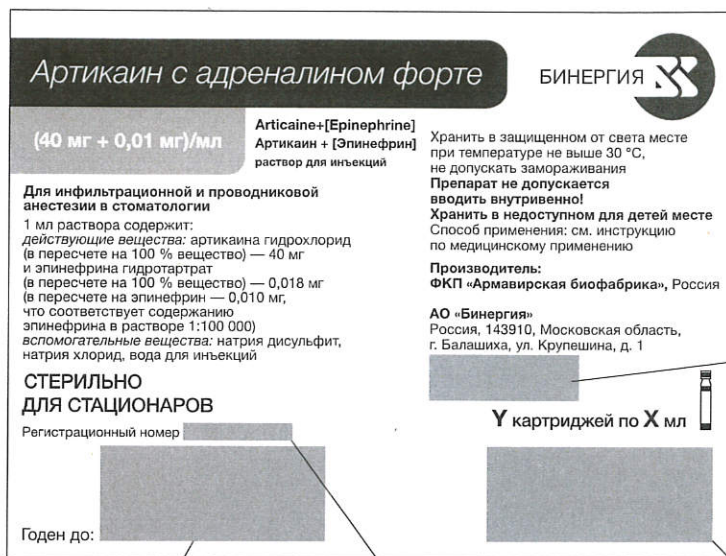 Артикаин с адреналином форте
БИНЕРГИЯ
(40 мг + 0,01 мг)/мл
Articaine+[Epinephrine]
Артикаин + [Эпинефрин]
раствор для инъекций
Для инфильтрационной и проводниковой
анестезии в стоматологии
1 мл раствора содержит:
действующие вещества: артикаина гидрохлорид
(в пересчете на 100 % вещество) — 40 мг
и эпинефрина гидротартрат
(в пересчете на 100 % вещество) — 0,018 мг
(в пересчете на эпинефрин — 0,010 мг,
что соответствует содержанию
эпинефрина в растворе 1:100 000)
вспомогательные вещества: натрия дисульфит,
натрия хлорид, вода для инъекций
СТЕРИЛЬНО
ДЛЯ СТАЦИОНАРОВ
Регистрационный номер
Годен до:
Хранить в защищенном от света месте
при температуре не выше 30 °С,
не допускать замораживания
Препарат не допускается
вводить внутривенно!
Хранить в недоступном для детей месте
Способ применения: см. инструкцию
по медицинскому применению
Производитель:
ФКП «Армавирская биофабрика», Россия
АО «Бинергия»
Россия, 143910, Московская область,
г. Балашиха, ул. Крупешина, д. 1
Y картриджей по X мл